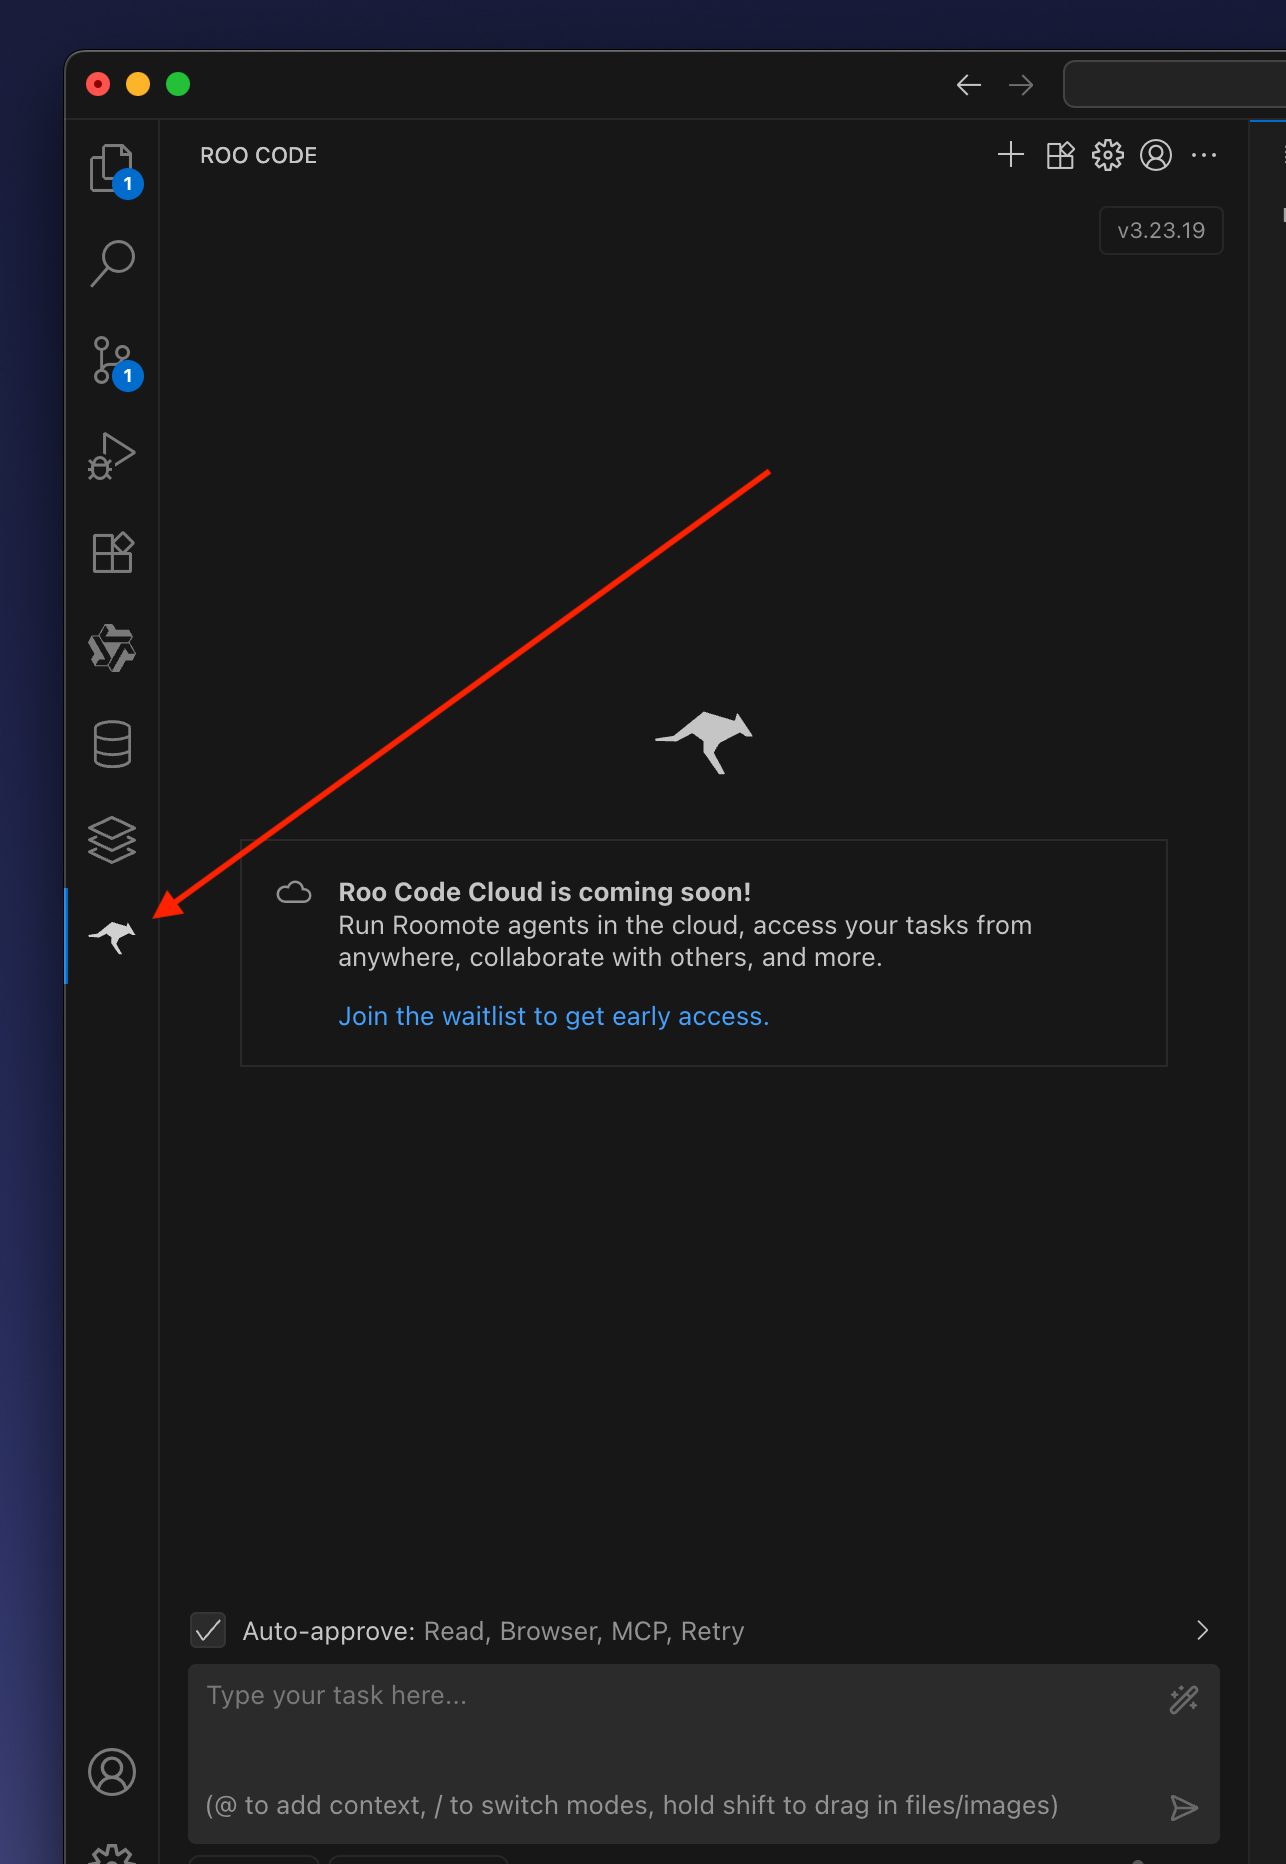 ROO CODE
1
v3.23.19
1
Roo Code Cloud is coming soon!
Run Roomote agents in the cloud, access your tasks from
anywhere, collaborate with others, and more.
Join the waitlist to get early access.
Auto-approve: Read, Browser, MCP, Retry
Type your task here...
(@ to add context, / to switch modes, hold shift to drag in files/images)